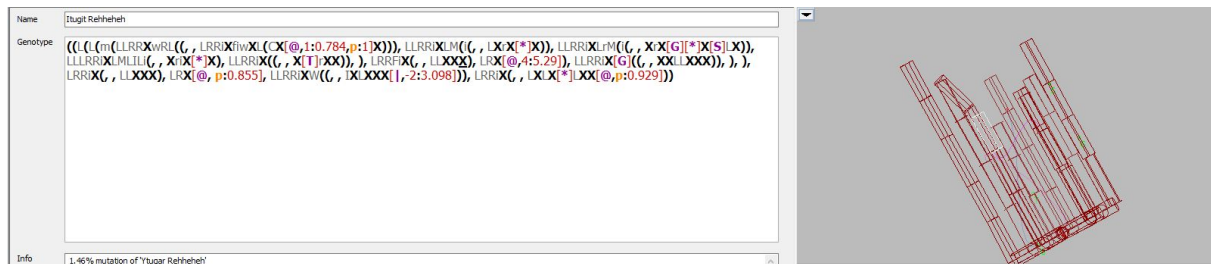 Name
Itugit Rehheheh
Genotype
((L(L(m(LLRRXwRL((, , LRRiXfiwXL(CX[@,1:0.784,p:1]X))), LLRRiXLM(i(, , LXrX[*]X)), LLRRiXLrM(i(, , XrX[G][*]X[S]LX)),
LLLRRiXLMLILi(, , XriX[*]X), LLRRiX((, , X[T]rXX)), ), LRRFiX(, , LLXXX), LRX[@,4:5.29]), LLRRiX[G]((, , XXLLXXX)), ), ),
LRRiX(, , LLXXX), LRX[@, p:0.855], LLRRiXW((, , IXLXXX[|,-2:3.098])), LRRiX(, , LXLX[*]LXX[@,p:0.929]))
Info
1.46% mutation of 'Ytugar Rehheheh'